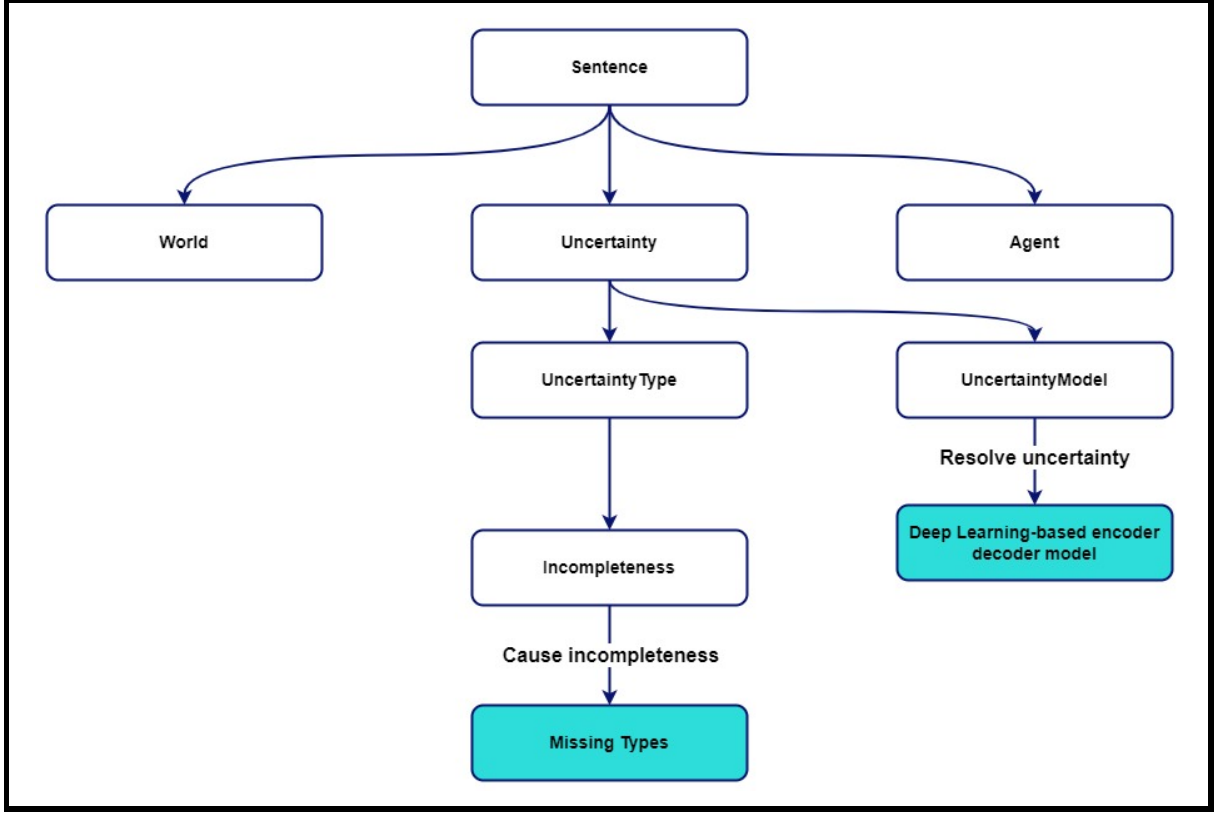 Sentence
World
Uncertainty
Agent
UncertaintyType
UncertaintyModel
Resolve uncertainty
Deep Learning-based encoder
decoder model
Incompleteness
Cause incompleteness
Missing Types